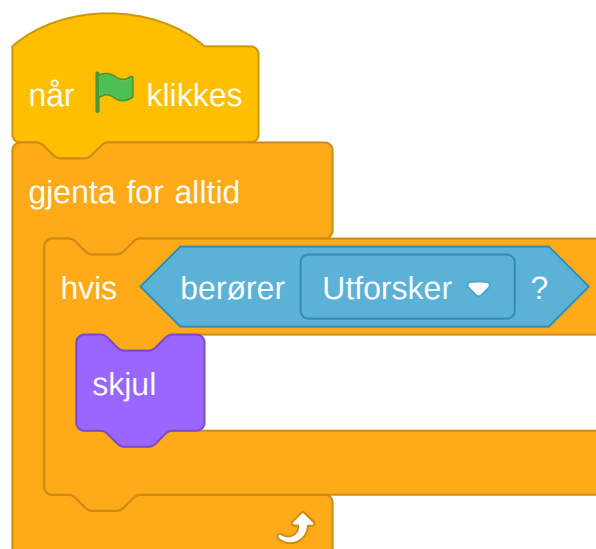 når klikkes
gjenta for alltid
hvis berører Utforsker ?
skjul